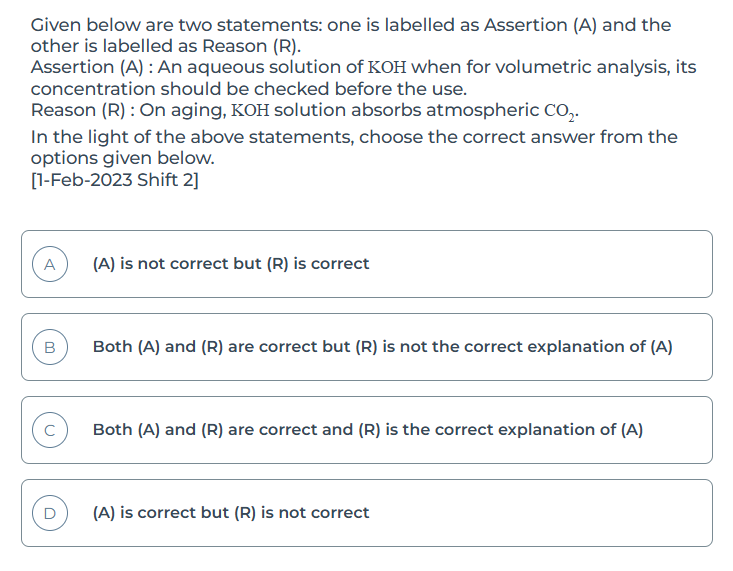 Given below are two statements: one is labelled as Assertion (A) and the
other is labelled as Reason (R).
Assertion (A) : An aqueous solution of KOH when for volumetric analysis, its
concentration should be checked before the use.
Reason (R) : On aging, KOH solution absorbs atmospheric CO₂.
In the light of the above statements, choose the correct answer from the
options given below.
[1-Feb-2023 Shift 2]
A (A) is not correct but (R) is correct
B Both (A) and (R) are correct but (R) is not the correct explanation of (A)
C Both (A) and (R) are correct and (R) is the correct explanation of (A)
D (A) is correct but (R) is not correct